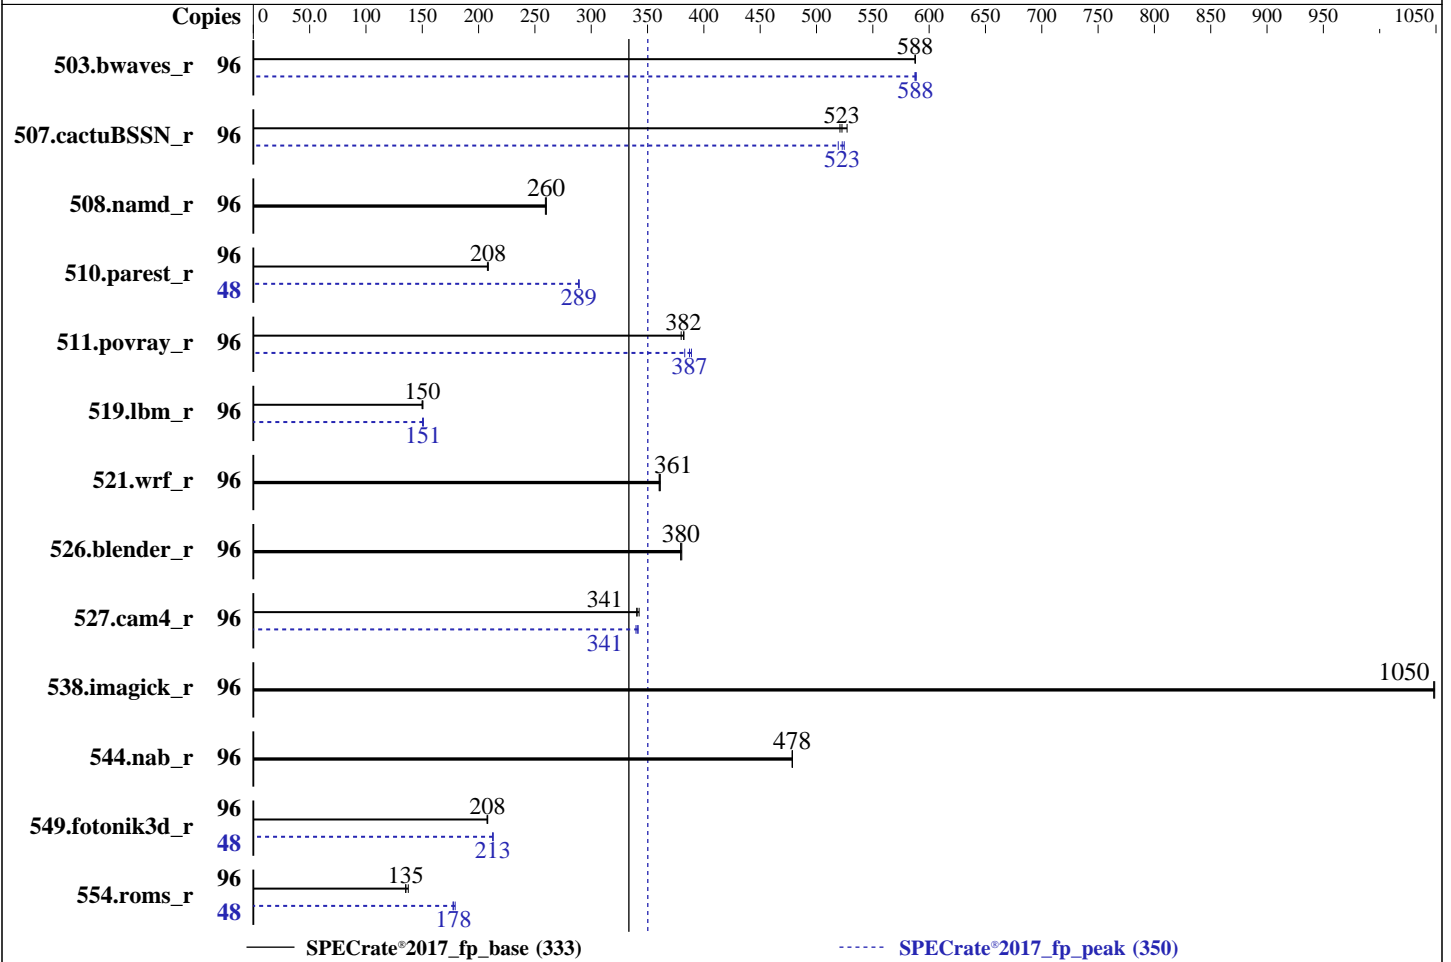 Copies 0 50.0 100 150 200 250 300 350 400 450 500 550 600 650 700 750 800 850 900 950 1050
588
503.bwaves_r 96
588
523
507.cactuBSSN_r 96
523
260
508.namd_r 96
96 208
510.parest_r
48 289
382
511.povray_r 96
387
150
519.lbm_r 96
151
361
521.wrf_r 96
380
526.blender_r 96
341
527.cam4_r 96
341
1050
538.imagick_r 96
478
544.nab_r 96
96 208
549.fotonik3d_r
48 213
96 135
554.roms_r
48 178
SPECrate®2017_fp_base (333) SPECrate®2017_fp_peak (350)